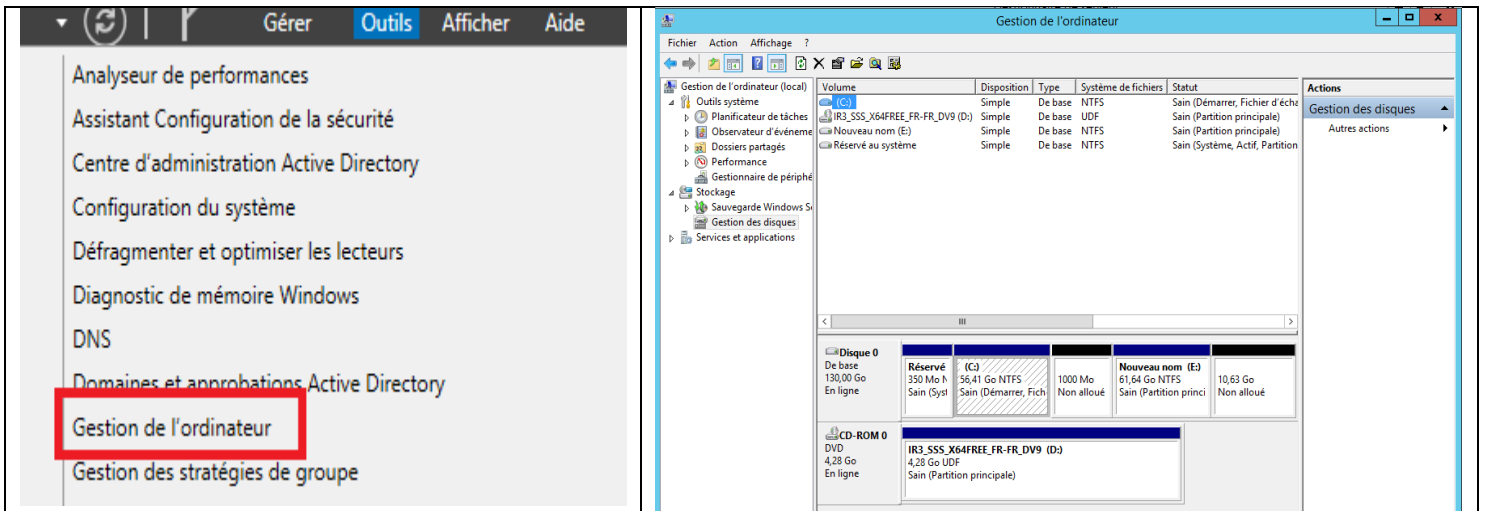 Gérer Outils Afficher Aide
Analyseur de performances
Assistant Configuration de la sécurité
Centre d'administration Active Directory
Configuration du système
Défragmenter et optimiser les lecteurs
Diagnostic de mémoire Windows
DNS
Domaines et approbations Active Directory
Gestion de l'ordinateur
Gestion des stratégies de groupe
Gestion de l'ordinateur
Fichier Action Affichage ?
Gestion de l'ordinateur (local)
Outils système
Planificateur de tâches
Observateur d'événeme
Dossiers partagés
Performance
Gestionnaire de périphé
Stockage
Sauvegarde Windows Se
Gestion des disques
Services et applications
Volume Disposition Type Système de fichiers Statut
(C:) Simple De base NTFS Sain (Démarrer, Fichier d'écha
IR3_SSS_X64FREE_FR-FR_DV9 (D:) Simple De base UDF Sain (Partition principale)
Nouveau nom (E:) Simple De base NTFS Sain (Partition principale)
Réservé au système Simple De base NTFS Sain (Système, Actif, Partition
Actions
Gestion des disques
Autres actions
Disque 0
De base
130,00 Go
En ligne
Réservé
350 Mo N
Sain (Syst
(C:)
56,41 Go NTFS
Sain (Démarrer, Fich
1000 Mo
Non alloué
Nouveau nom (E:)
61,64 Go NTFS
Sain (Partition princi
10,63 Go
Non alloué
CD-ROM 0
DVD
4,28 Go
En ligne
IR3_SSS_X64FREE_FR-FR_DV9 (D:)
4,28 Go UDF
Sain (Partition principale)